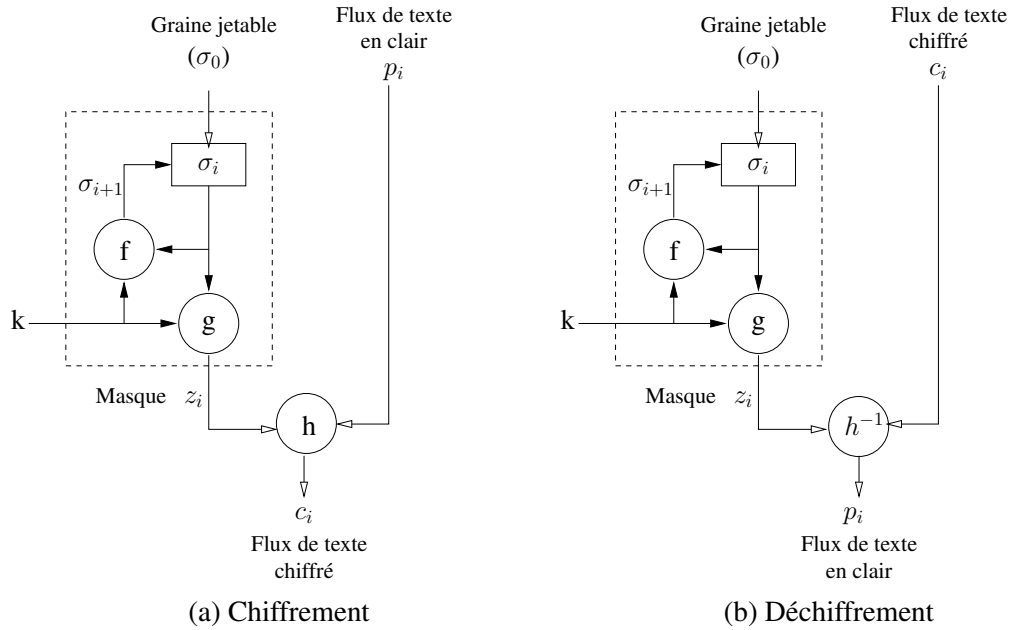 Graine jetable
(σ₀)
Flux de texte
en clair
pᵢ
σᵢ
σᵢ₊₁
f
k
g
Masque zᵢ
h
cᵢ
Flux de texte
chiffré
(a) Chiffrement
Graine jetable
(σ₀)
Flux de texte
chiffré
cᵢ
σᵢ
σᵢ₊₁
f
k
g
Masque zᵢ
h⁻¹
pᵢ
Flux de texte
en clair
(b) Déchiffrement